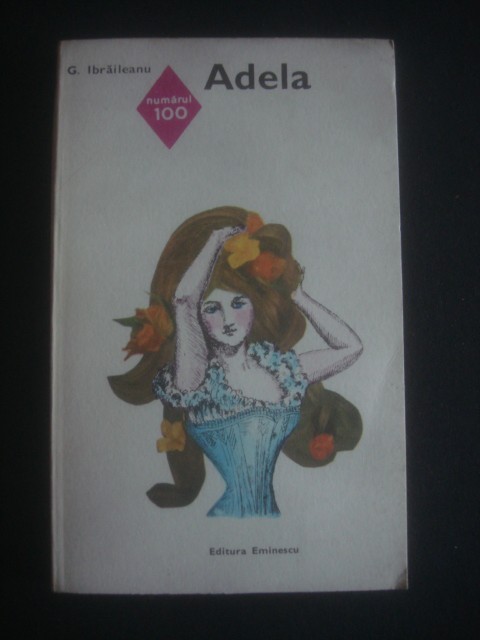 G. Ibrăileanu
Adela
numărul
100
Editura Eminescu